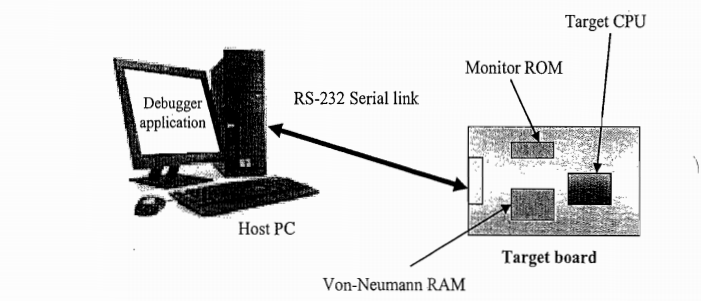 Target CPU
Monitor ROM
RS-232 Serial link
Debugger
application
Host PC
Target board
Von-Neumann RAM